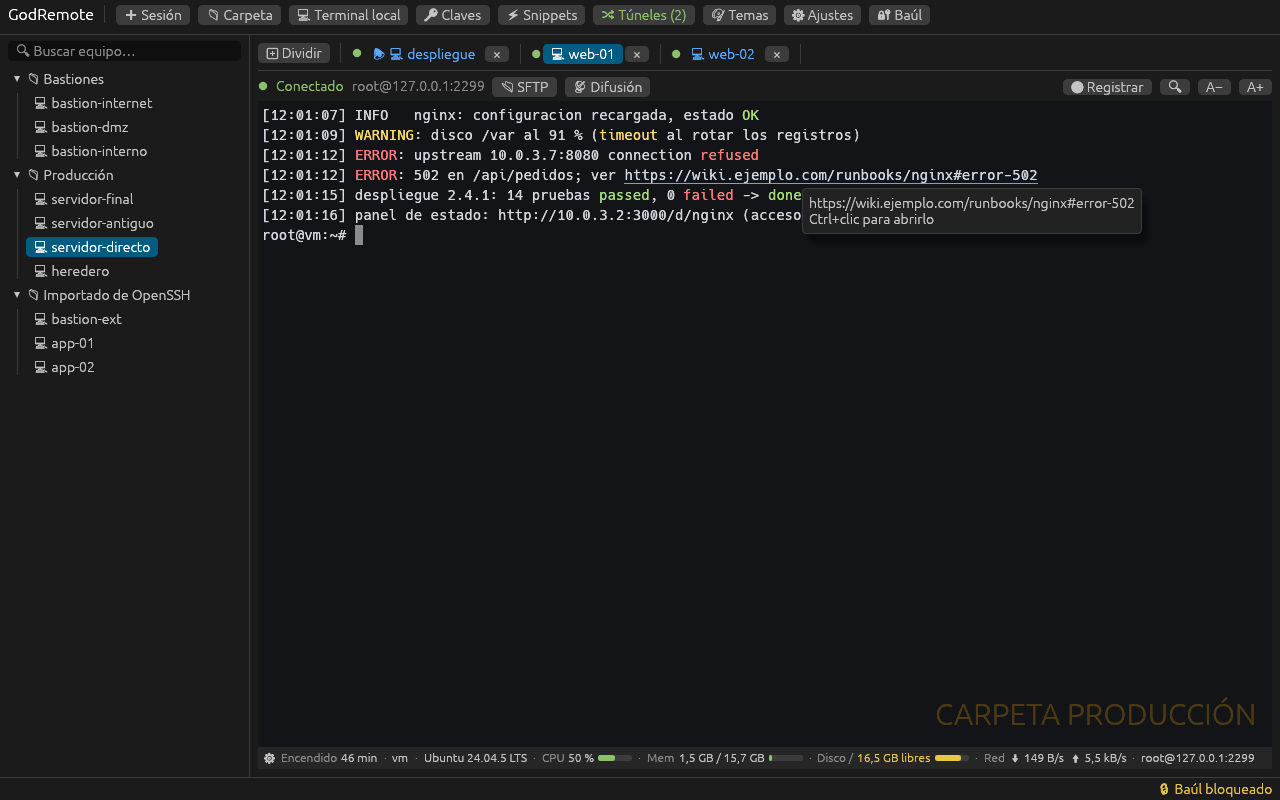 GodRemote + Sesión Carpeta Terminal local Claves Snippets Túneles (2) Temas Ajustes Baúl
Buscar equipo…
Bastiones
bastion-internet
bastion-dmz
bastion-interno
Producción
servidor-final
servidor-antiguo
servidor-directo
heredero
Importado de OpenSSH
bastion-ext
app-01
app-02
Dividir despliegue × web-01 × web-02 ×
Conectado root@127.0.0.1:2299 SFTP Difusión Registrar A− A+
[12:01:07] INFO   nginx: configuracion recargada, estado OK
[12:01:09] WARNING: disco /var al 91 % (timeout al rotar los registros)
[12:01:12] ERROR: upstream 10.0.3.7:8080 connection refused
[12:01:12] ERROR: 502 en /api/pedidos; ver https://wiki.ejemplo.com/runbooks/nginx#error-502
[12:01:15] despliegue 2.4.1: 14 pruebas passed, 0 failed -> done
[12:01:16] panel de estado: http://10.0.3.2:3000/d/nginx (acceso
root@vm:~#
https://wiki.ejemplo.com/runbooks/nginx#error-502
Ctrl+clic para abrirlo
CARPETA PRODUCCIÓN
Encendido 46 min · vm · Ubuntu 24.04.5 LTS · CPU 50 % · Mem 1,5 GB / 15,7 GB · Disco / 16,5 GB libres · Red 149 B/s 5,5 kB/s · root@127.0.0.1:2299
Baúl bloqueado